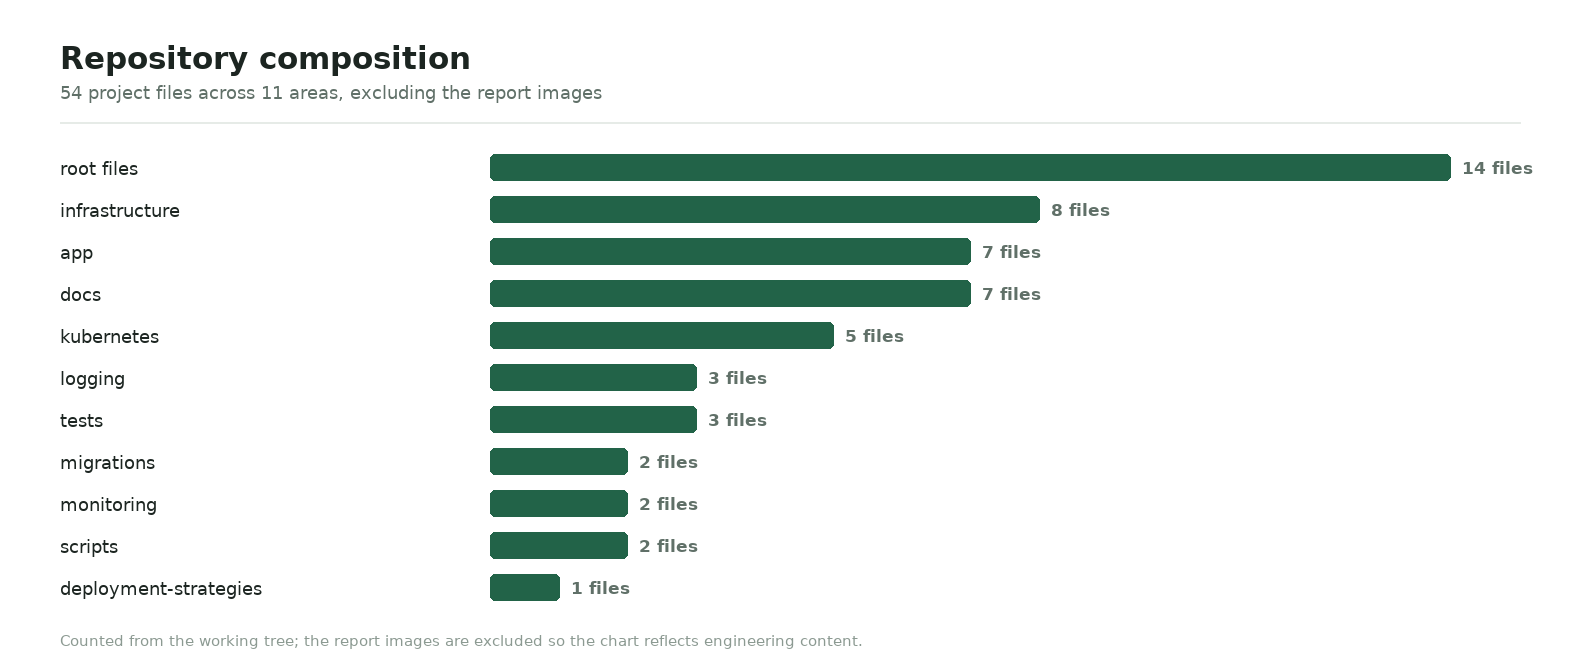 Repository composition
54 project files across 11 areas, excluding the report images
root files 14 files
infrastructure 8 files
app 7 files
docs 7 files
kubernetes 5 files
logging 3 files
tests 3 files
migrations 2 files
monitoring 2 files
scripts 2 files
deployment-strategies 1 files
Counted from the working tree; the report images are excluded so the chart reflects engineering content.